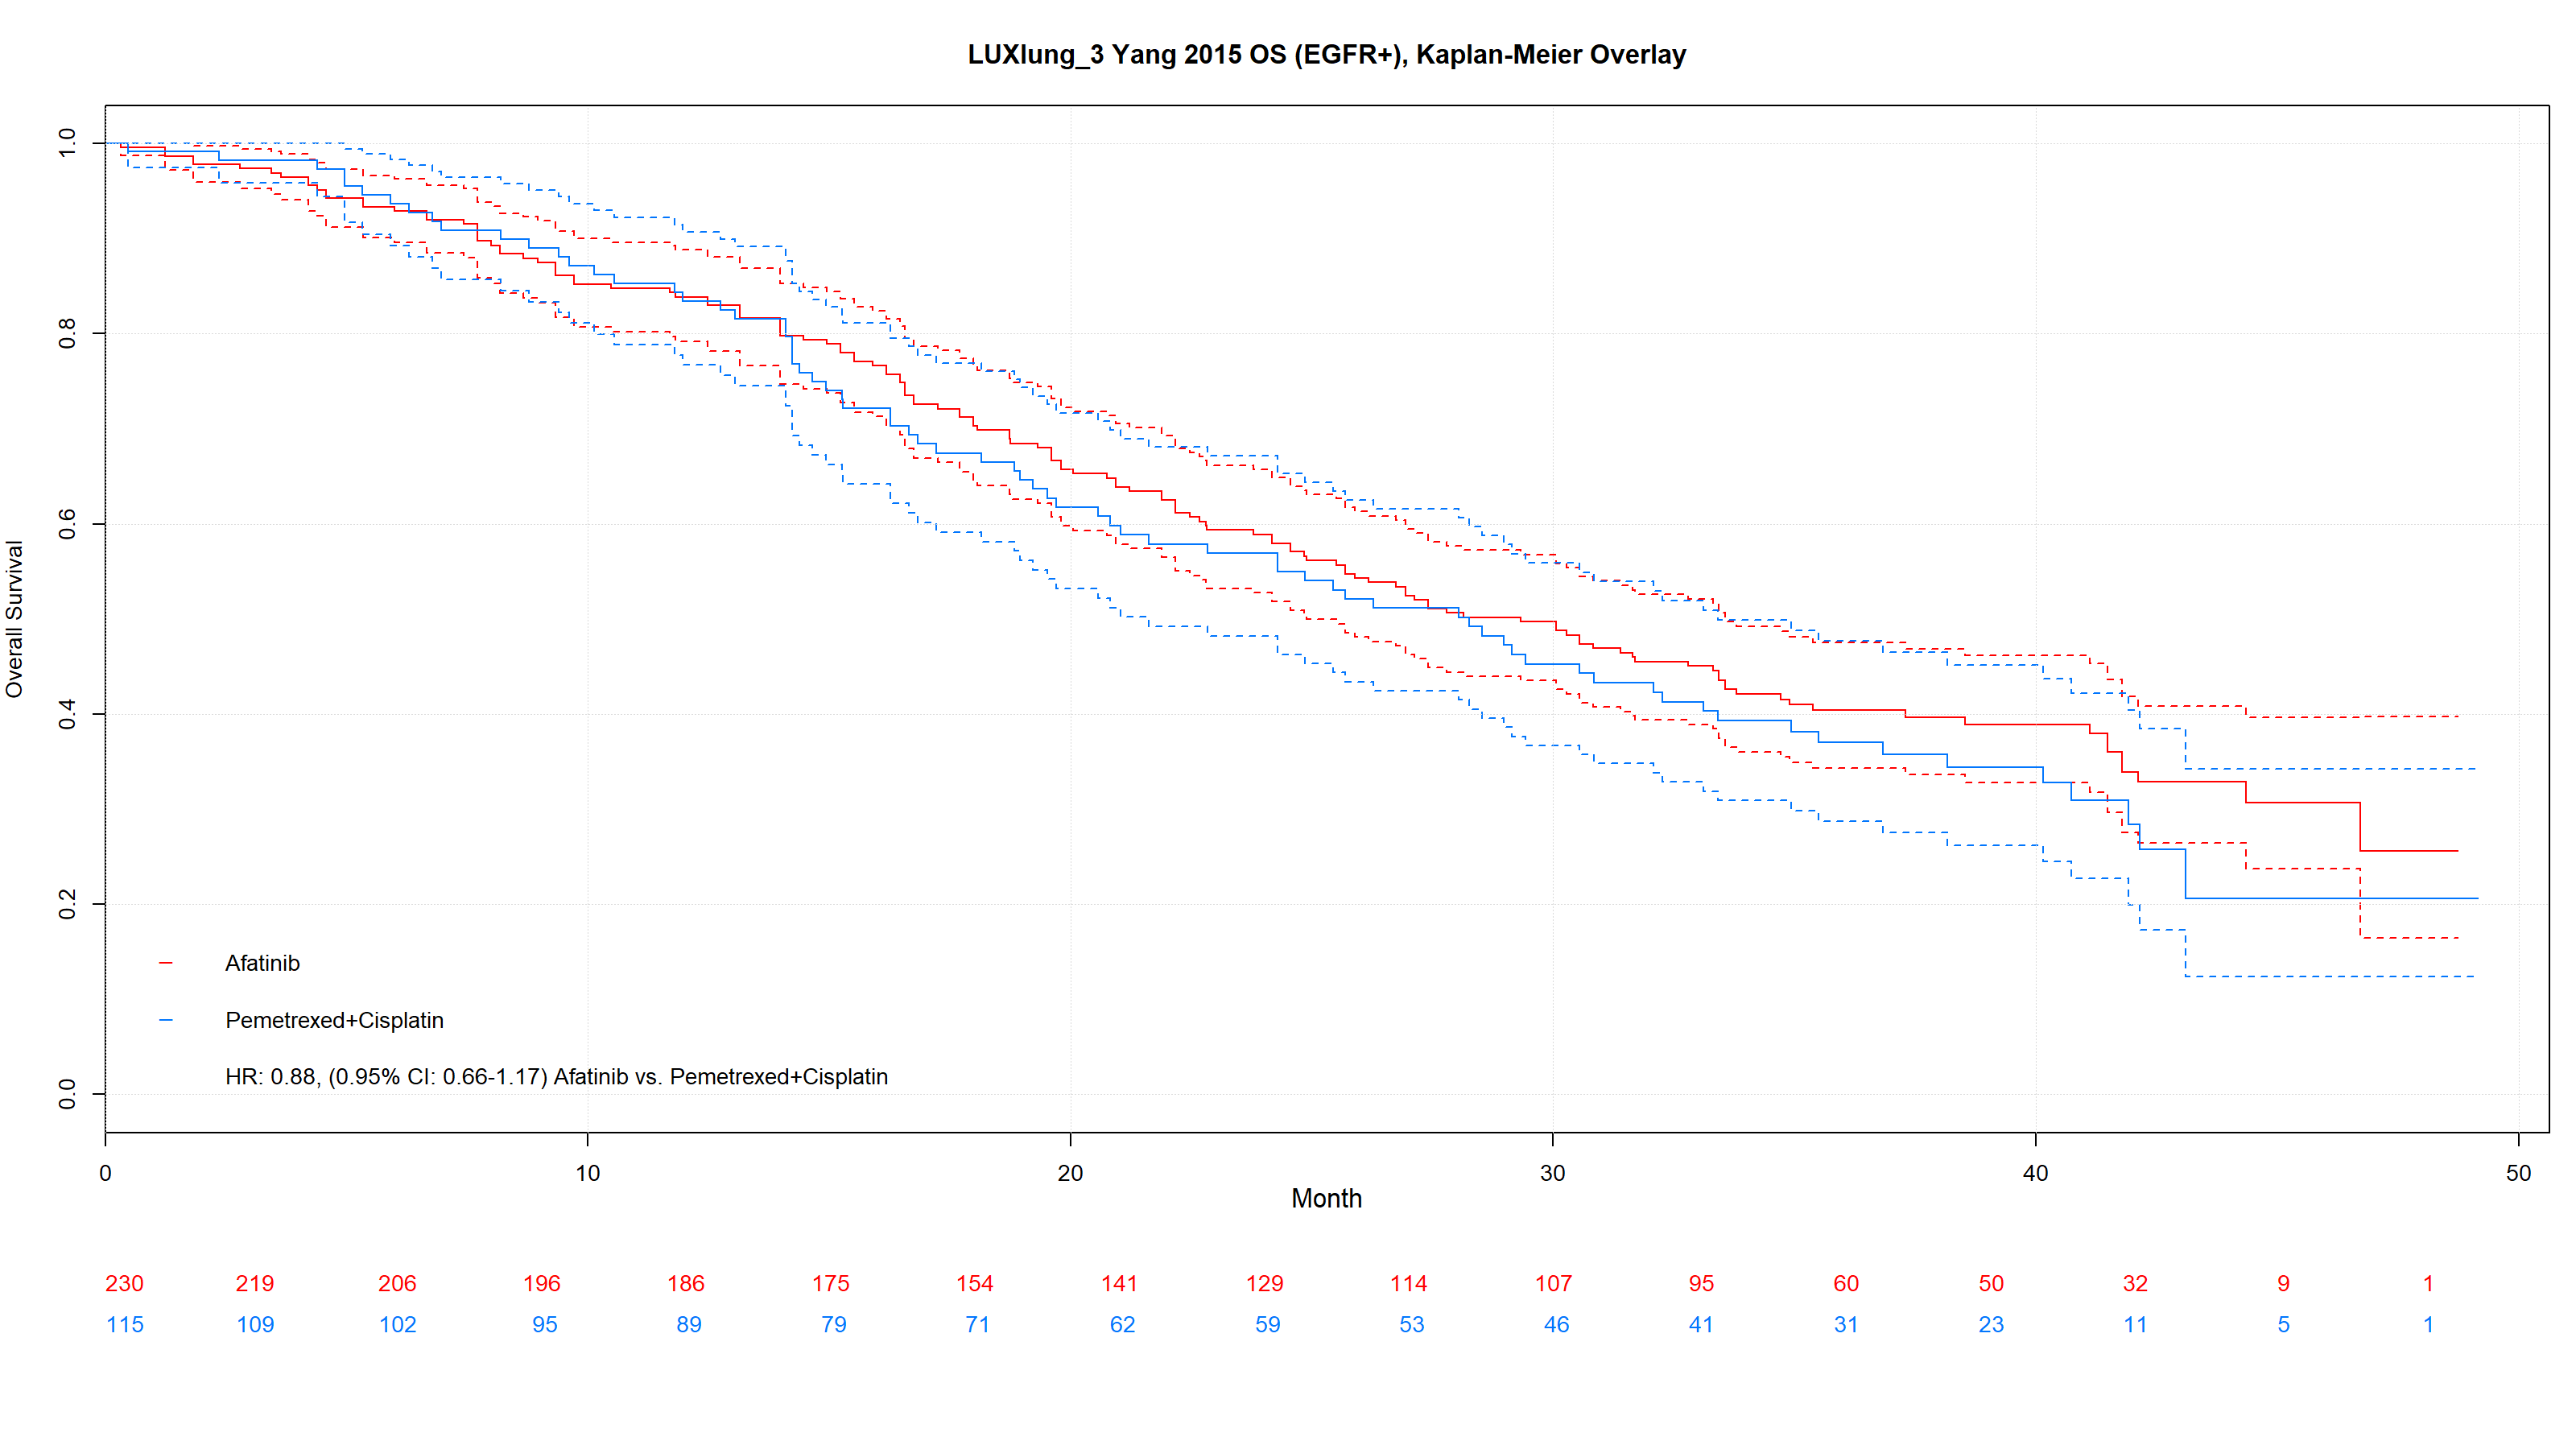 LUXlung_3 Yang 2015 OS (EGFR+), Kaplan-Meier Overlay
Overall Survival
1.0
0.8
0.6
0.4
0.2
0.0
Afatinib
Pemetrexed+Cisplatin
HR: 0.88, (0.95% CI: 0.66-1.17) Afatinib vs. Pemetrexed+Cisplatin
0 10 20 30 40 50
Month
230 219 206 196 186 175 154 141 129 114 107 95 60 50 32 9 1
115 109 102 95 89 79 71 62 59 53 46 41 31 23 11 5 1